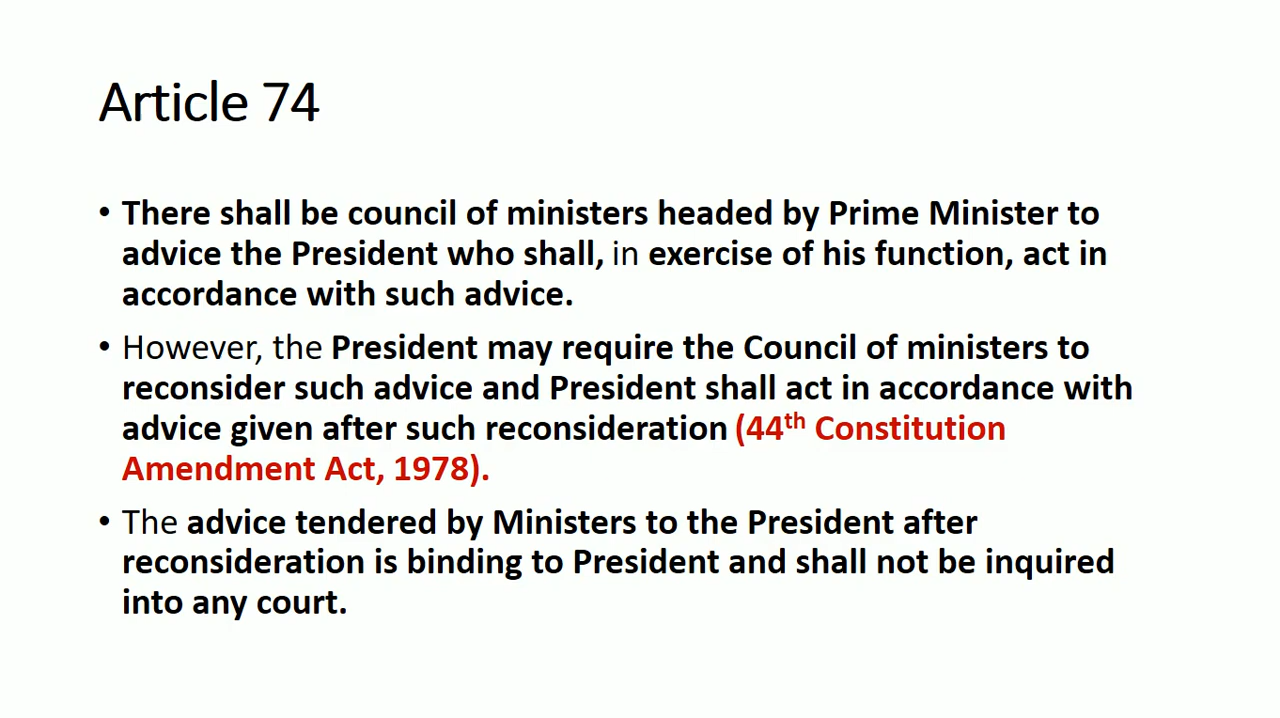 Article 74
• There shall be council of ministers headed by Prime Minister to
advice the President who shall, in exercise of his function, act in
accordance with such advice.
• However, the President may require the Council of ministers to
reconsider such advice and President shall act in accordance with
advice given after such reconsideration (44th Constitution
Amendment Act, 1978).
• The advice tendered by Ministers to the President after
reconsideration is binding to President and shall not be inquired
into any court.